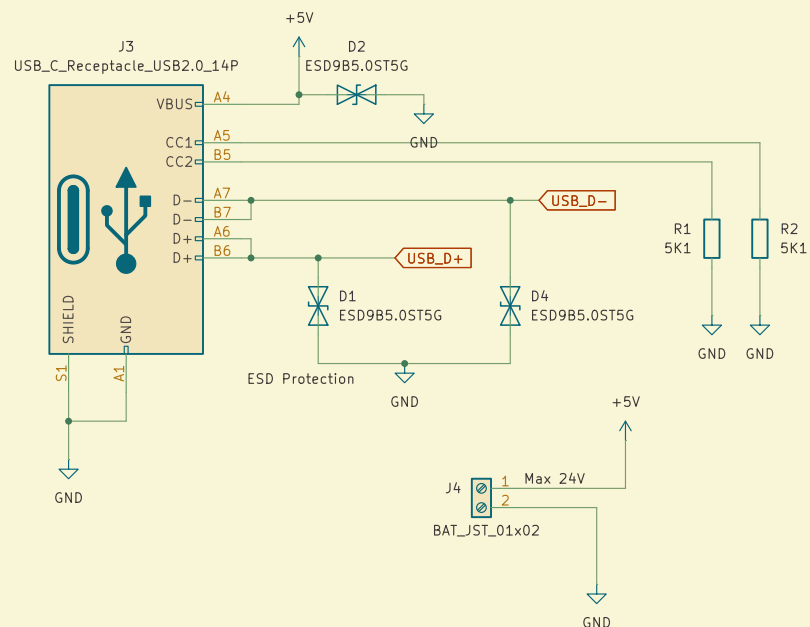 +5V
J3
USB_C_Receptacle_USB2.0_14P
D2
ESD9B5.0ST5G
VBUS
A4
GND
CC1
A5
CC2
B5
D-
A7
USB_D-
D-
B7
D+
A6
D+
B6
USB_D+
R1
5K1
R2
5K1
D1
ESD9B5.0ST5G
D4
ESD9B5.0ST5G
SHIELD
GND
S1
A1
GND
GND
ESD Protection
GND
+5V
GND
J4
1
Max 24V
2
BAT_JST_01x02
GND